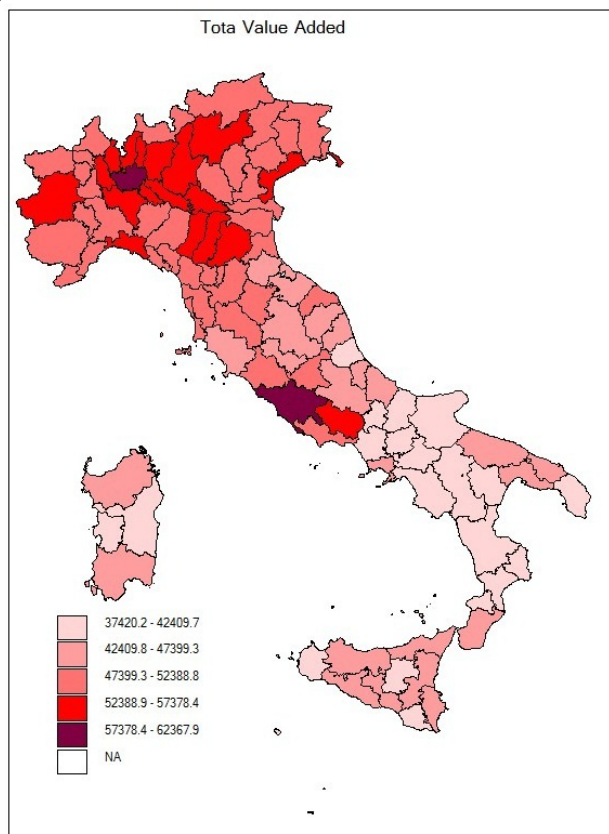 Tota Value Added
37420.2 - 42409.7
42409.8 - 47399.3
47399.3 - 52388.8
52388.9 - 57378.4
57378.4 - 62367.9
NA